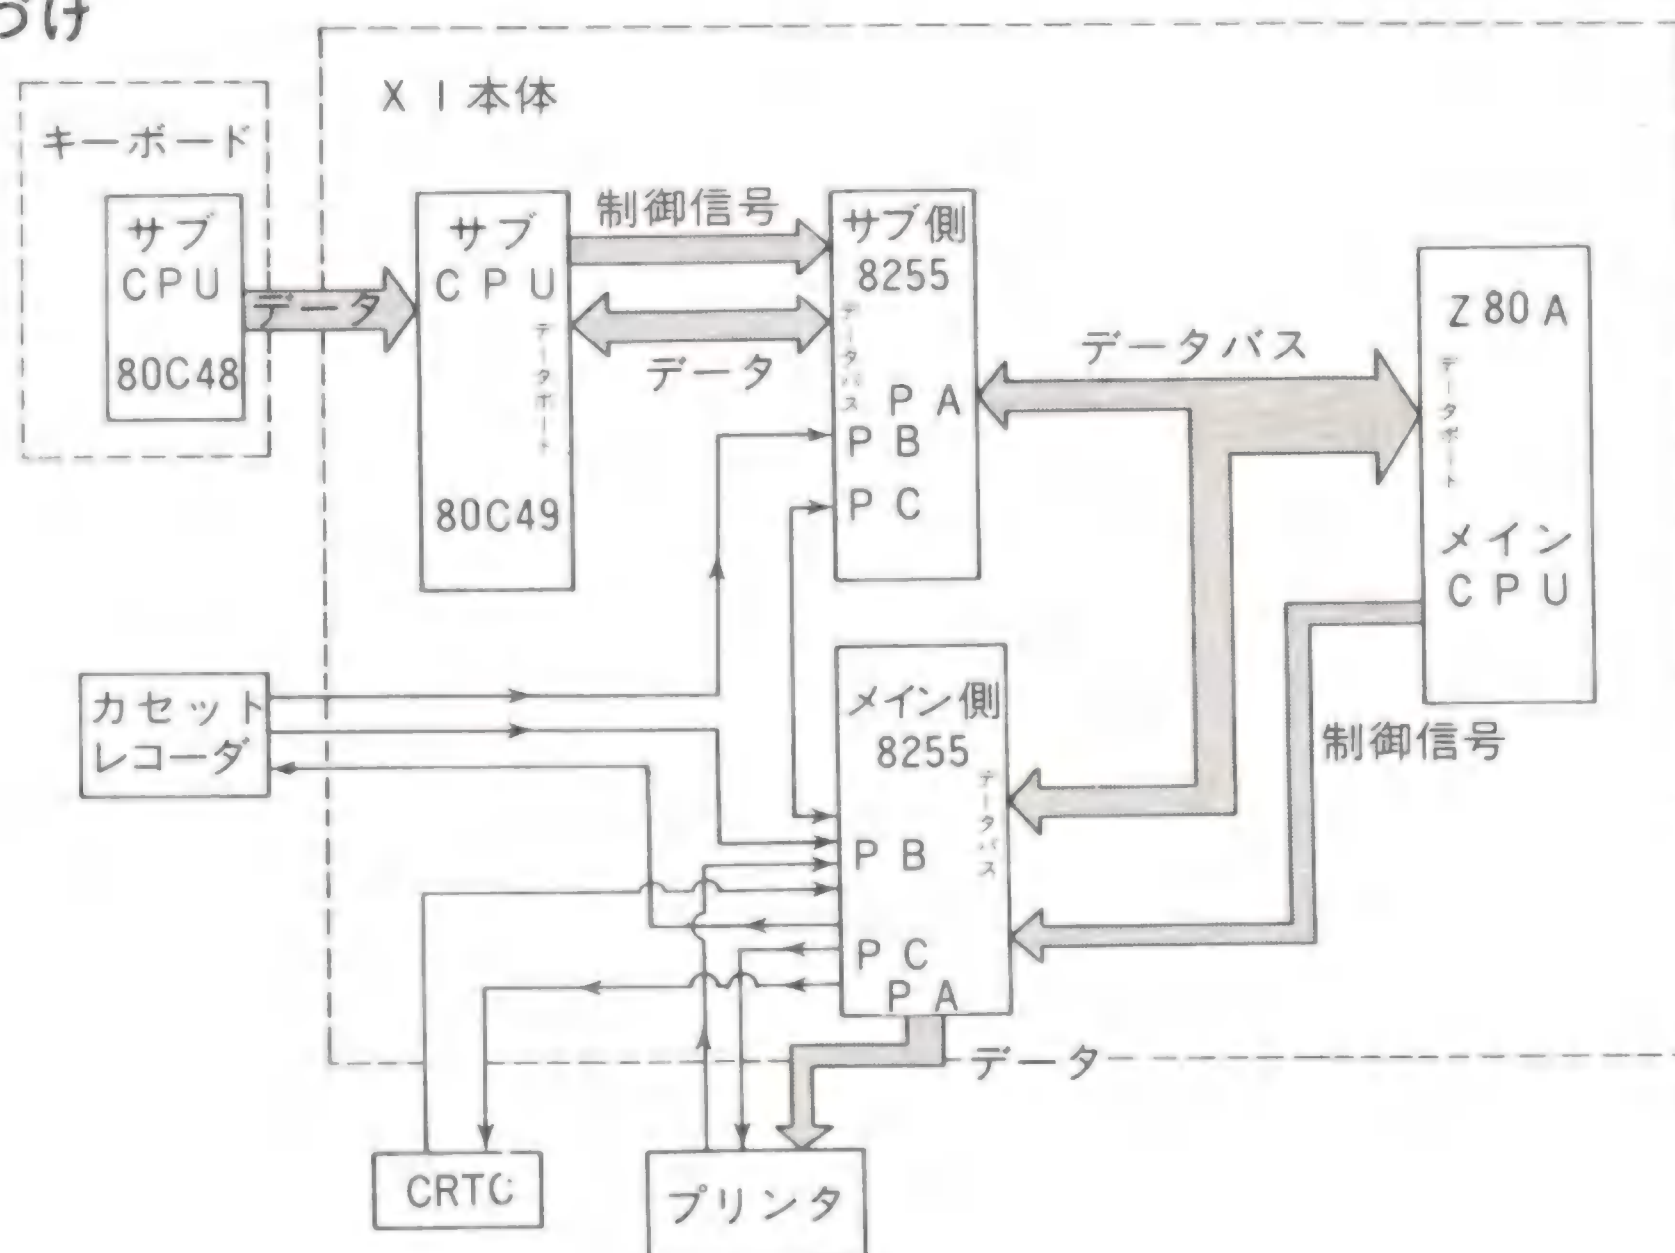 づけ
X1本体
キーボード
サブ
CPU
80C48
データ
サブ
CPU
データポート
80C49
制御信号
データ
サブ側
8255
データバス
PA
PB
PC
データバス
Z80A
データポート
メイン
CPU
制御信号
カセット
レコーダ
メイン側
8255
データバス
PB
PC
PA
データ
CRTC
プリンタ